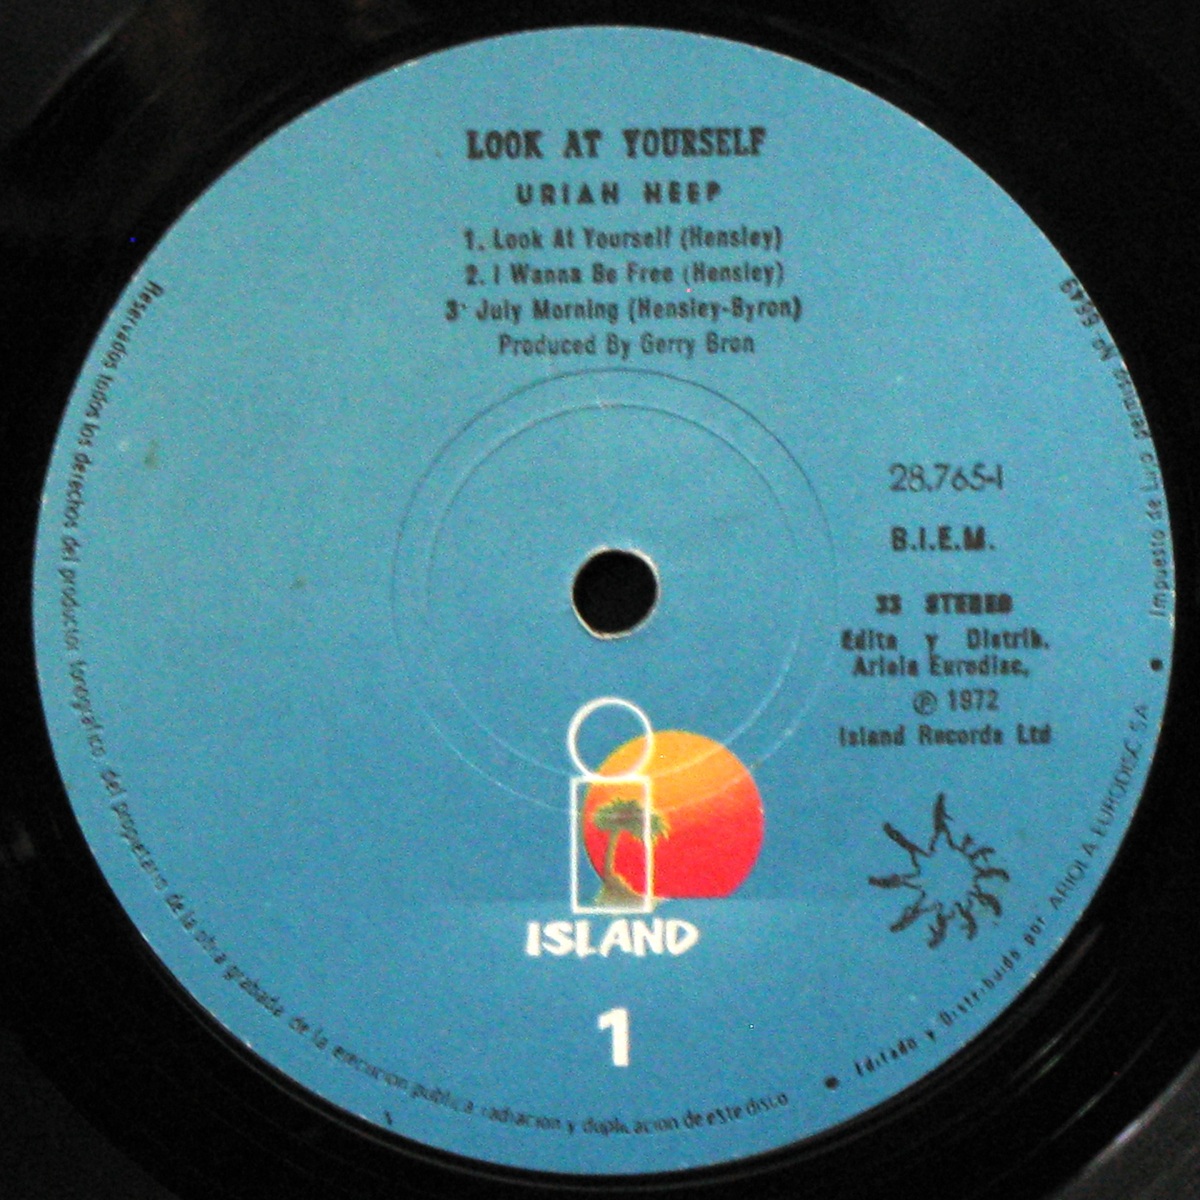 LOOK AT YOURSELF
URIAH HEEP
1. Look At Yourself (Hensley)
2. I Wanna Be Free (Hensley)
3· July Morning (Hensley-Byron)
Produced By Gerry Bron
28.765-I
B.I.E.M.
33 STEREO
Edita y Distrib.
Ariola Eurodisc,
℗ 1972
Island Records Ltd
ISLAND
1
Reservados todos los derechos del productor fonográfico, del propietario de la obra grabada, de la ejecución pública radiación y duplicación de este disco
• Editado y Distribuido por ARIOLA EURODISC S.A. •
Impuesto de Lujo permiso Nº 6649